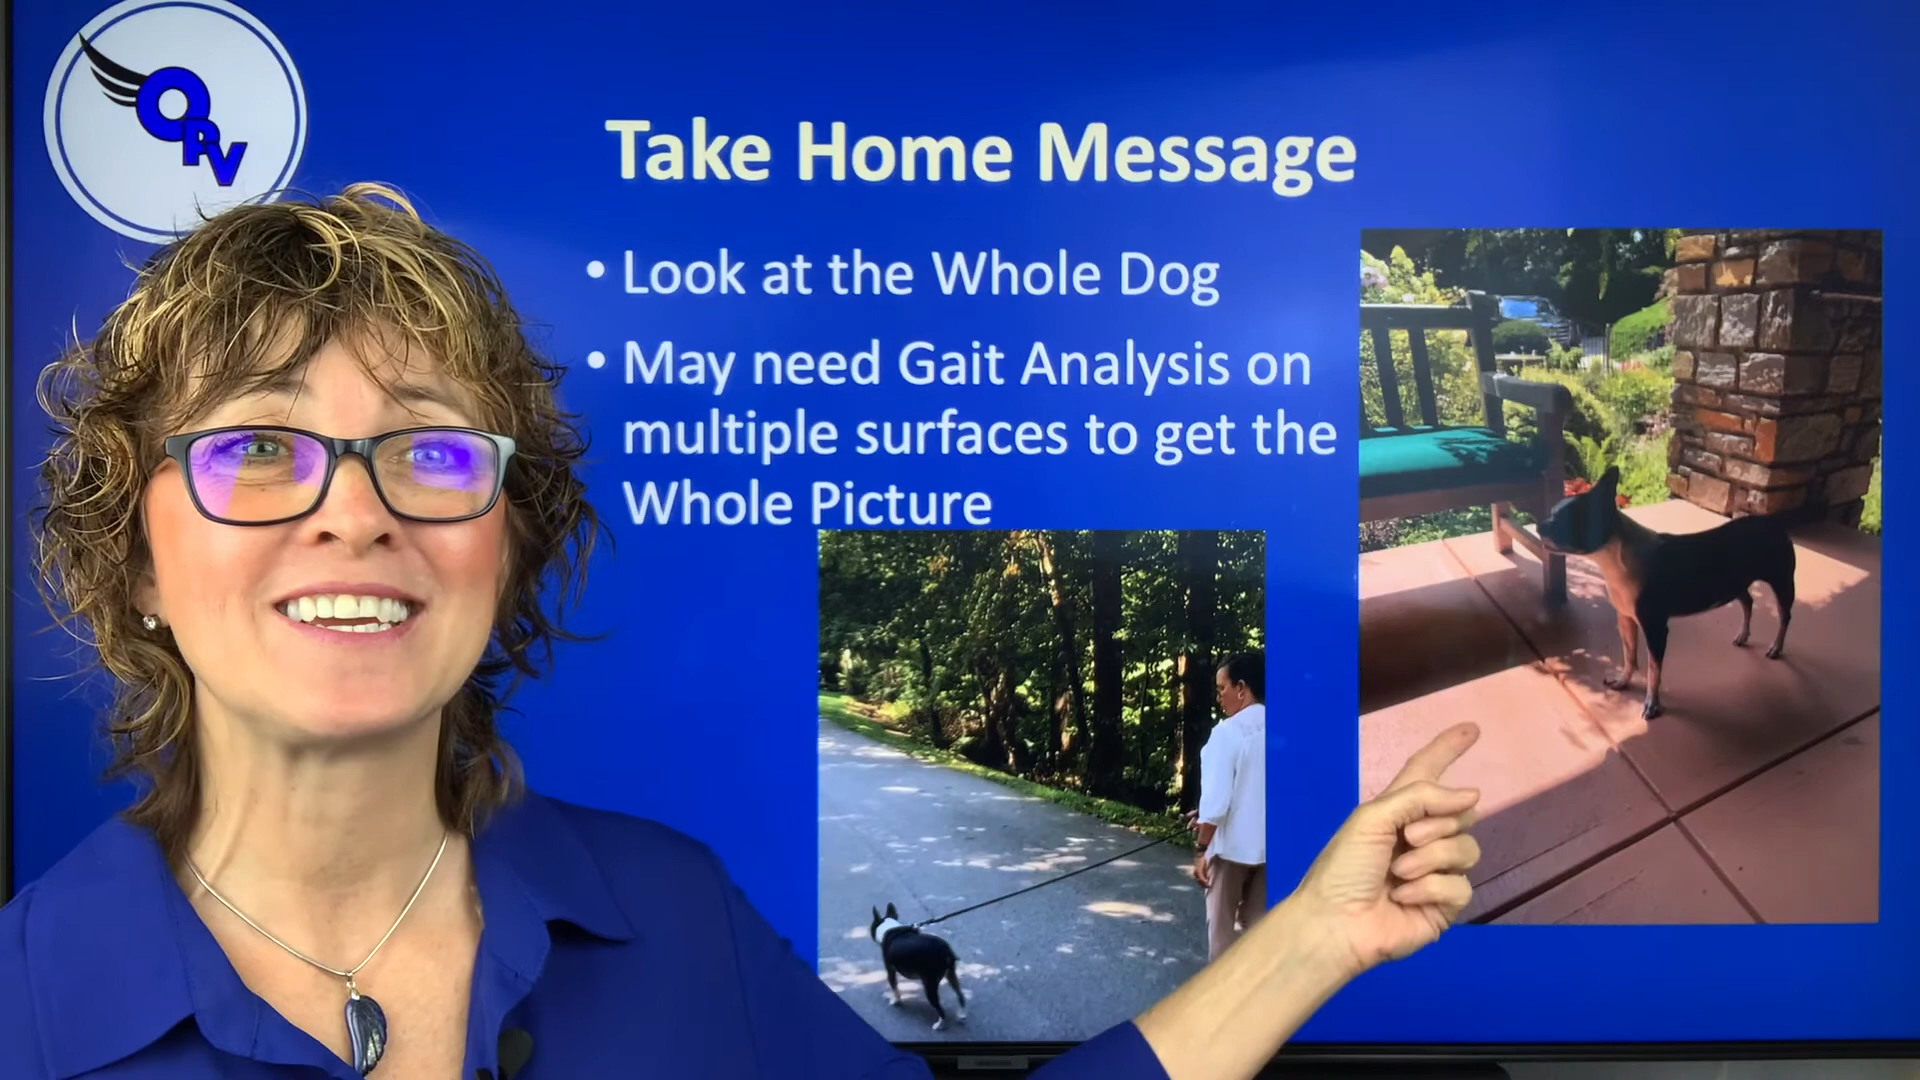 OPV
Take Home Message
• Look at the Whole Dog
• May need Gait Analysis on
multiple surfaces to get the
Whole Picture